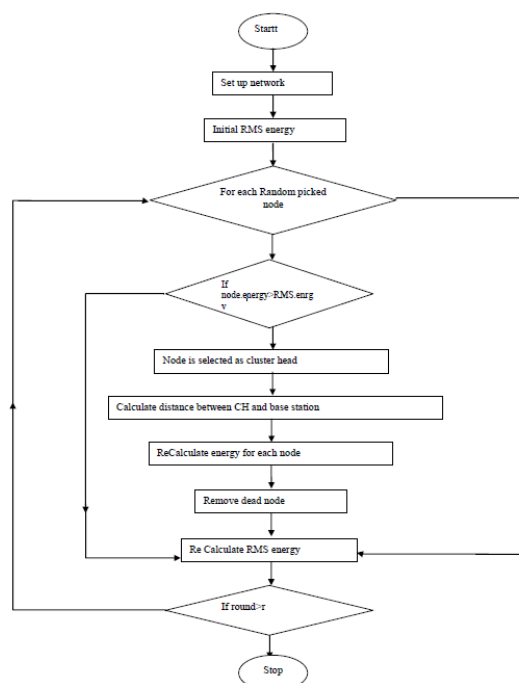 Startt
Set up network
Initial RMS energy
For each Random picked
node
If
node.energy>RMS.enrg
y
Node is selected as cluster head
Calculate distance between CH and base station
ReCalculate energy for each node
Remove dead node
Re Calculate RMS energy
If round>r
Stop